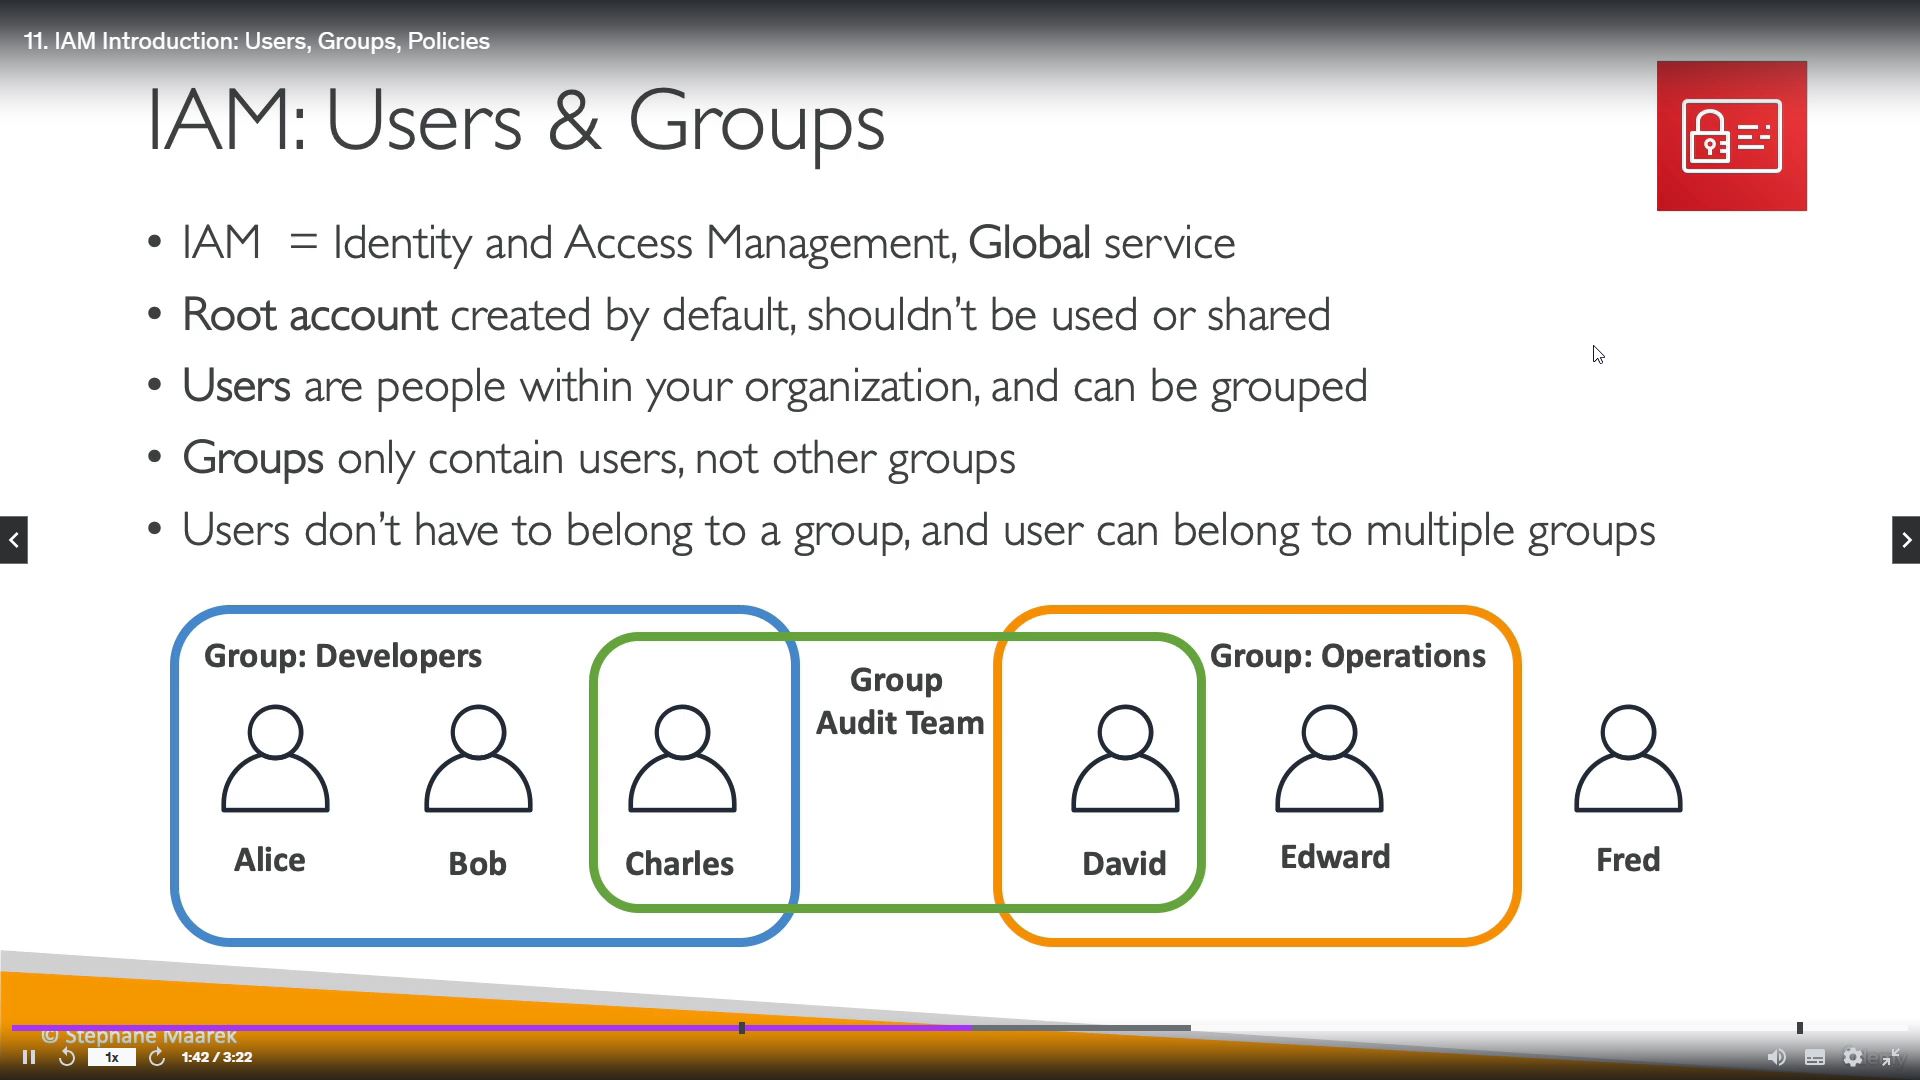 11. IAM Introduction: Users, Groups, Policies
IAM: Users & Groups
• IAM = Identity and Access Management, Global service
• Root account created by default, shouldn't be used or shared
• Users are people within your organization, and can be grouped
• Groups only contain users, not other groups
• Users don't have to belong to a group, and user can belong to multiple groups
Group: Developers
Group
Audit Team
Group: Operations
Alice
Bob
Charles
David
Edward
Fred
© Stephane Maarek
1x
1:42 / 3:22